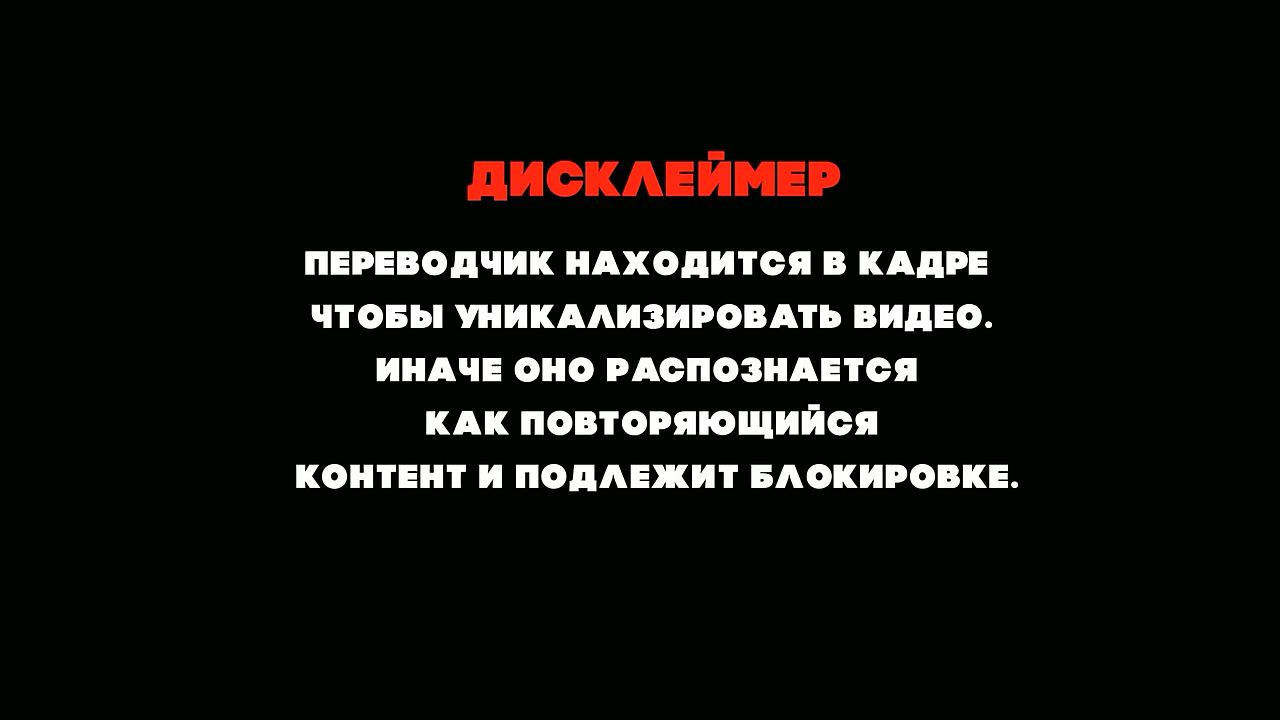 ДИСКЛЕЙМЕР
ПЕРЕВОДЧИК НАХОДИТСЯ В КАДРЕ
ЧТОБЫ УНИКАЛИЗИРОВАТЬ ВИДЕО.
ИНАЧЕ ОНО РАСПОЗНАЕТСЯ
КАК ПОВТОРЯЮЩИЙСЯ
КОНТЕНТ И ПОДЛЕЖИТ БЛОКИРОВКЕ.